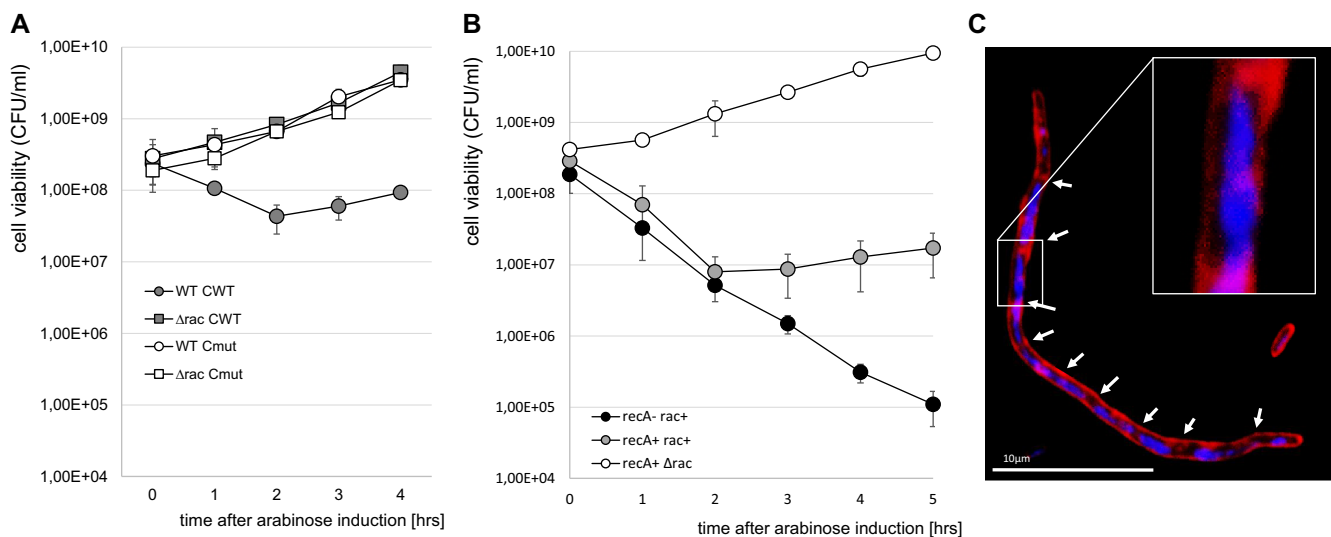 A
cell viability (CFU/ml)
1,00E+10
1,00E+09
1,00E+08
1,00E+07
1,00E+06
1,00E+05
1,00E+04
WT CWT
Δrac CWT
WT Cmut
Δrac Cmut
0 1 2 3 4
time after arabinose induction [hrs]
B
cell viability (CFU/ml)
1,00E+10
1,00E+09
1,00E+08
1,00E+07
1,00E+06
1,00E+05
1,00E+04
recA- rac+
recA+ rac+
recA+ Δrac
0 1 2 3 4 5
time after arabinose induction [hrs]
C
10µm